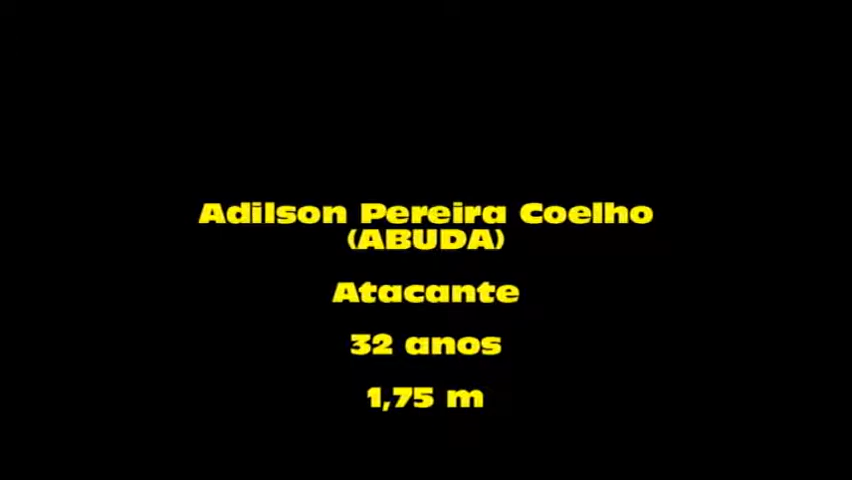 Adilson Pereira Coelho
(ABUDA)
Atacante
32 anos
1,75 m